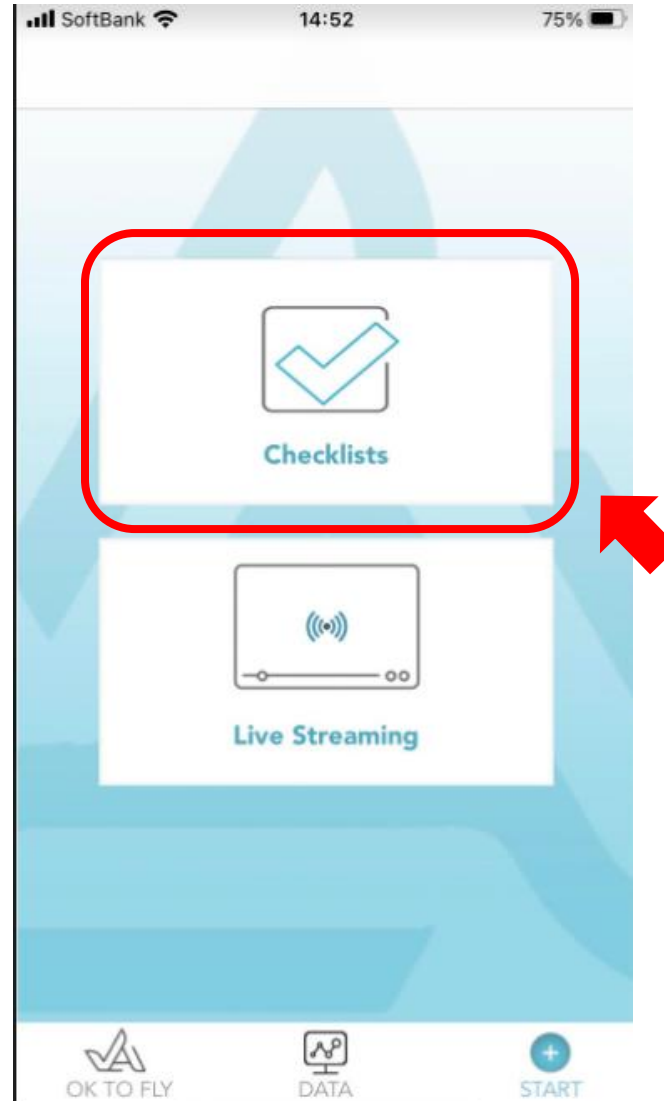 SoftBank 14:52 75%
Checklists
Live Streaming
OK TO FLY DATA START